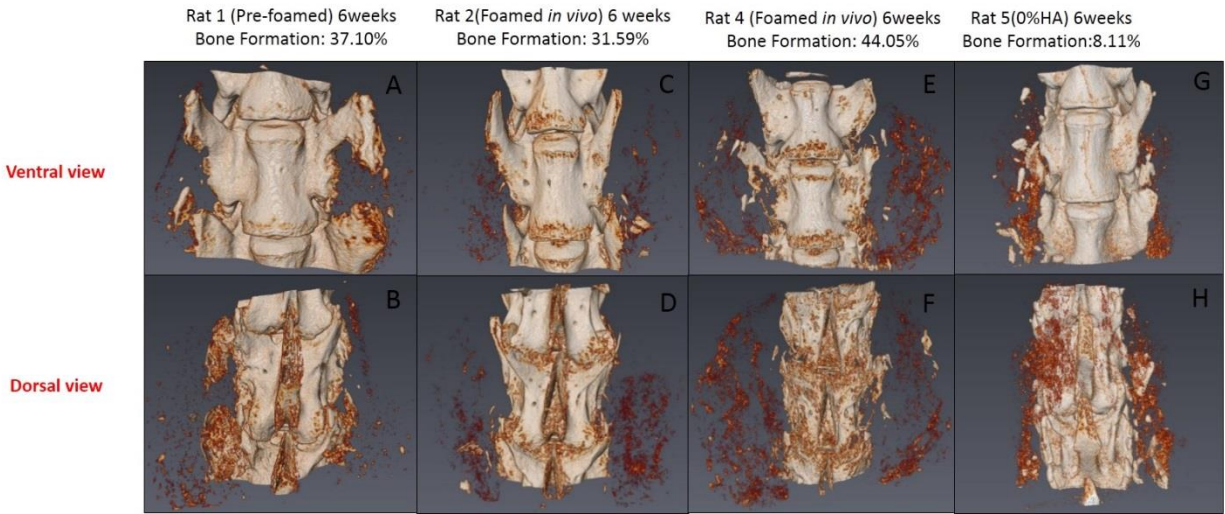 Rat 1 (Pre-foamed) 6weeks
Bone Formation: 37.10%
Rat 2(Foamed in vivo) 6 weeks
Bone Formation: 31.59%
Rat 4 (Foamed in vivo) 6weeks
Bone Formation: 44.05%
Rat 5(0%HA) 6weeks
Bone Formation:8.11%
Ventral view
A
C
E
G
Dorsal view
B
D
F
H